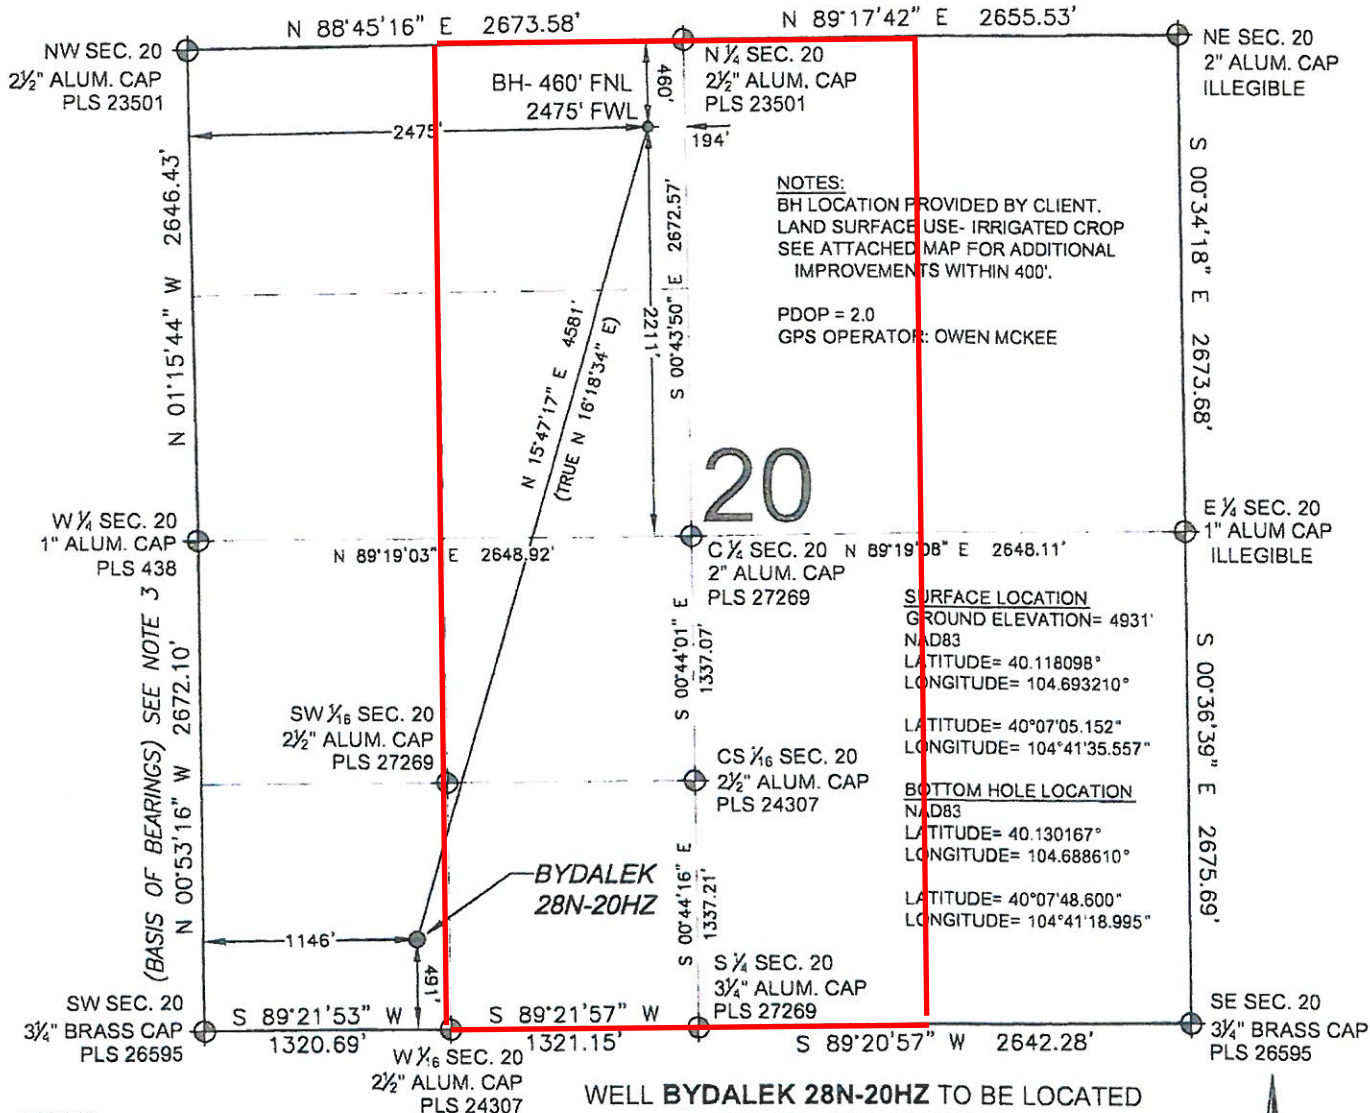 N 88°45'16" E 2673.58'
N 89°17'42" E 2655.53'
NW SEC. 20
2½" ALUM. CAP
PLS 23501
N ¼ SEC. 20
2½" ALUM. CAP
PLS 23501
NE SEC. 20
2" ALUM. CAP
ILLEGIBLE
BH- 460' FNL
2475' FWL
460'
2475'
194'
N 01°15'44" W 2646.43'
S 00°43'50" E 2672.57'
2211'
S 00°34'18" E 2673.68'
NOTES:
BH LOCATION PROVIDED BY CLIENT.
LAND SURFACE USE- IRRIGATED CROP
SEE ATTACHED MAP FOR ADDITIONAL
IMPROVEMENTS WITHIN 400'.
PDOP = 2.0
GPS OPERATOR: OWEN MCKEE
N 15°47'17" E 4581'
(TRUE N 16°18'34" E)
20
W ¼ SEC. 20
1" ALUM. CAP
PLS 438
N 89°19'03" E 2648.92'
C ¼ SEC. 20
2" ALUM. CAP
PLS 27269
N 89°19'08" E 2648.11'
E ¼ SEC. 20
1" ALUM CAP
ILLEGIBLE
(BASIS OF BEARINGS) SEE NOTE 3
N 00°53'16" W 2672.10'
S 00°44'01" E
1337.07'
SURFACE LOCATION
GROUND ELEVATION= 4931'
NAD83
LATITUDE= 40.118098°
LONGITUDE= 104.693210°
LATITUDE= 40°07'05.152"
LONGITUDE= 104°41'35.557"
S 00°36'39" E 2675.69'
SW 1/16 SEC. 20
2½" ALUM. CAP
PLS 27269
CS 1/16 SEC. 20
2½" ALUM. CAP
PLS 24307
BOTTOM HOLE LOCATION
NAD83
LATITUDE= 40.130167°
LONGITUDE= 104.688610°
LATITUDE= 40°07'48.600"
LONGITUDE= 104°41'18.995"
BYDALEK
28N-20HZ
1146'
491'
S 00°44'16" E
1337.21'
SW SEC. 20
3¼" BRASS CAP
PLS 26595
S 89°21'53" W
1320.69'
S 89°21'57" W
1321.15'
W 1/16 SEC. 20
2½" ALUM. CAP
PLS 24307
S ¼ SEC. 20
3¼" ALUM. CAP
PLS 27269
S 89°20'57" W 2642.28'
SE SEC. 20
3¼" BRASS CAP
PLS 26595
WELL BYDALEK 28N-20HZ TO BE LOCATED